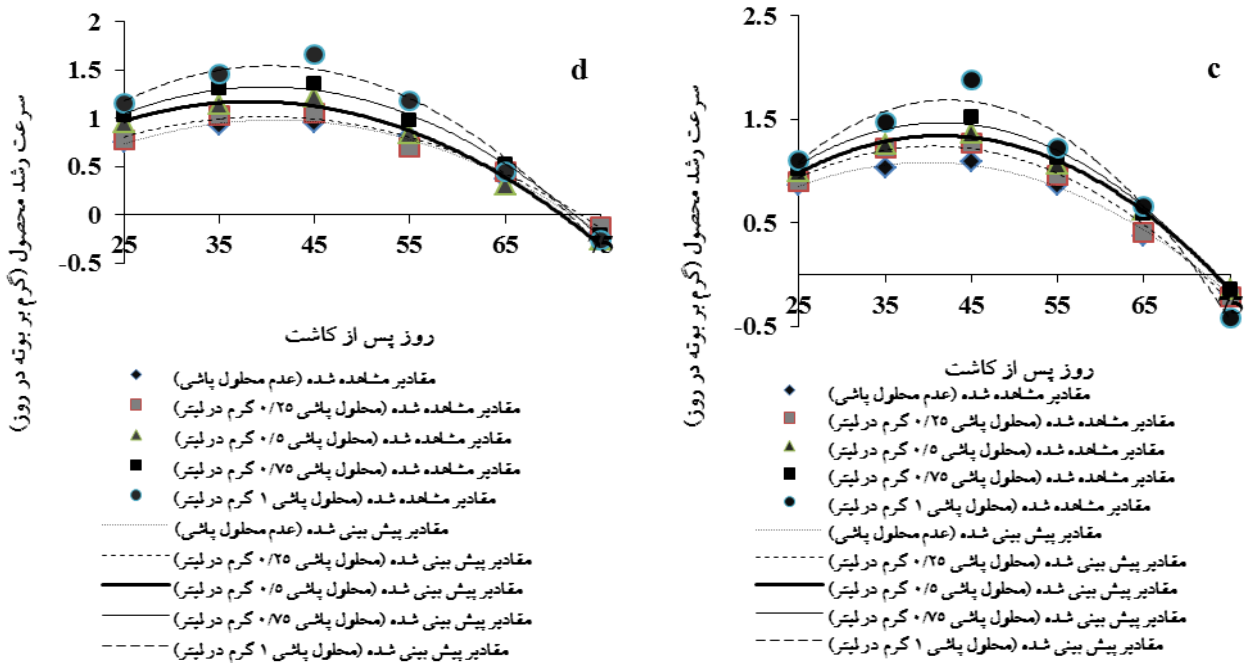 d
2
1.5
1
0.5
0
-0.5
25 35 45 55 65 75
سرعت رشد محصول (گرم بر بوته در روز)
روز پس از کاشت
مقادیر مشاهده شده (عدم محلول پاشی)
مقادیر مشاهده شده (محلول پاشی ۰/۲۵ گرم در لیتر)
مقادیر مشاهده شده (محلول پاشی ۰/۵ گرم در لیتر)
مقادیر مشاهده شده (محلول پاشی ۰/۷۵ گرم در لیتر)
مقادیر مشاهده شده (محلول پاشی ۱ گرم در لیتر)
مقادیر پیش بینی شده (عدم محلول پاشی)
مقادیر پیش بینی شده (محلول پاشی ۰/۲۵ گرم در لیتر)
مقادیر پیش بینی شده (محلول پاشی ۰/۵ گرم در لیتر)
مقادیر پیش بینی شده (محلول پاشی ۰/۷۵ گرم در لیتر)
مقادیر پیش بینی شده (محلول پاشی ۱ گرم در لیتر)
c
2.5
1.5
0.5
-0.5
25 35 45 55 65 75
سرعت رشد محصول (گرم بر بوته در روز)
روز پس از کاشت
مقادیر مشاهده شده (عدم محلول پاشی)
مقادیر مشاهده شده (محلول پاشی ۰/۲۵ گرم در لیتر)
مقادیر مشاهده شده (محلول پاشی ۰/۵ گرم در لیتر)
مقادیر مشاهده شده (محلول پاشی ۰/۷۵ گرم در لیتر)
مقادیر مشاهده شده (محلول پاشی ۱ گرم در لیتر)
مقادیر پیش بینی شده (عدم محلول پاشی)
مقادیر پیش بینی شده (محلول پاشی ۰/۲۵ گرم در لیتر)
مقادیر پیش بینی شده (محلول پاشی ۰/۵ گرم در لیتر)
مقادیر پیش بینی شده (محلول پاشی ۰/۷۵ گرم در لیتر)
مقادیر پیش بینی شده (محلول پاشی ۱ گرم در لیتر)